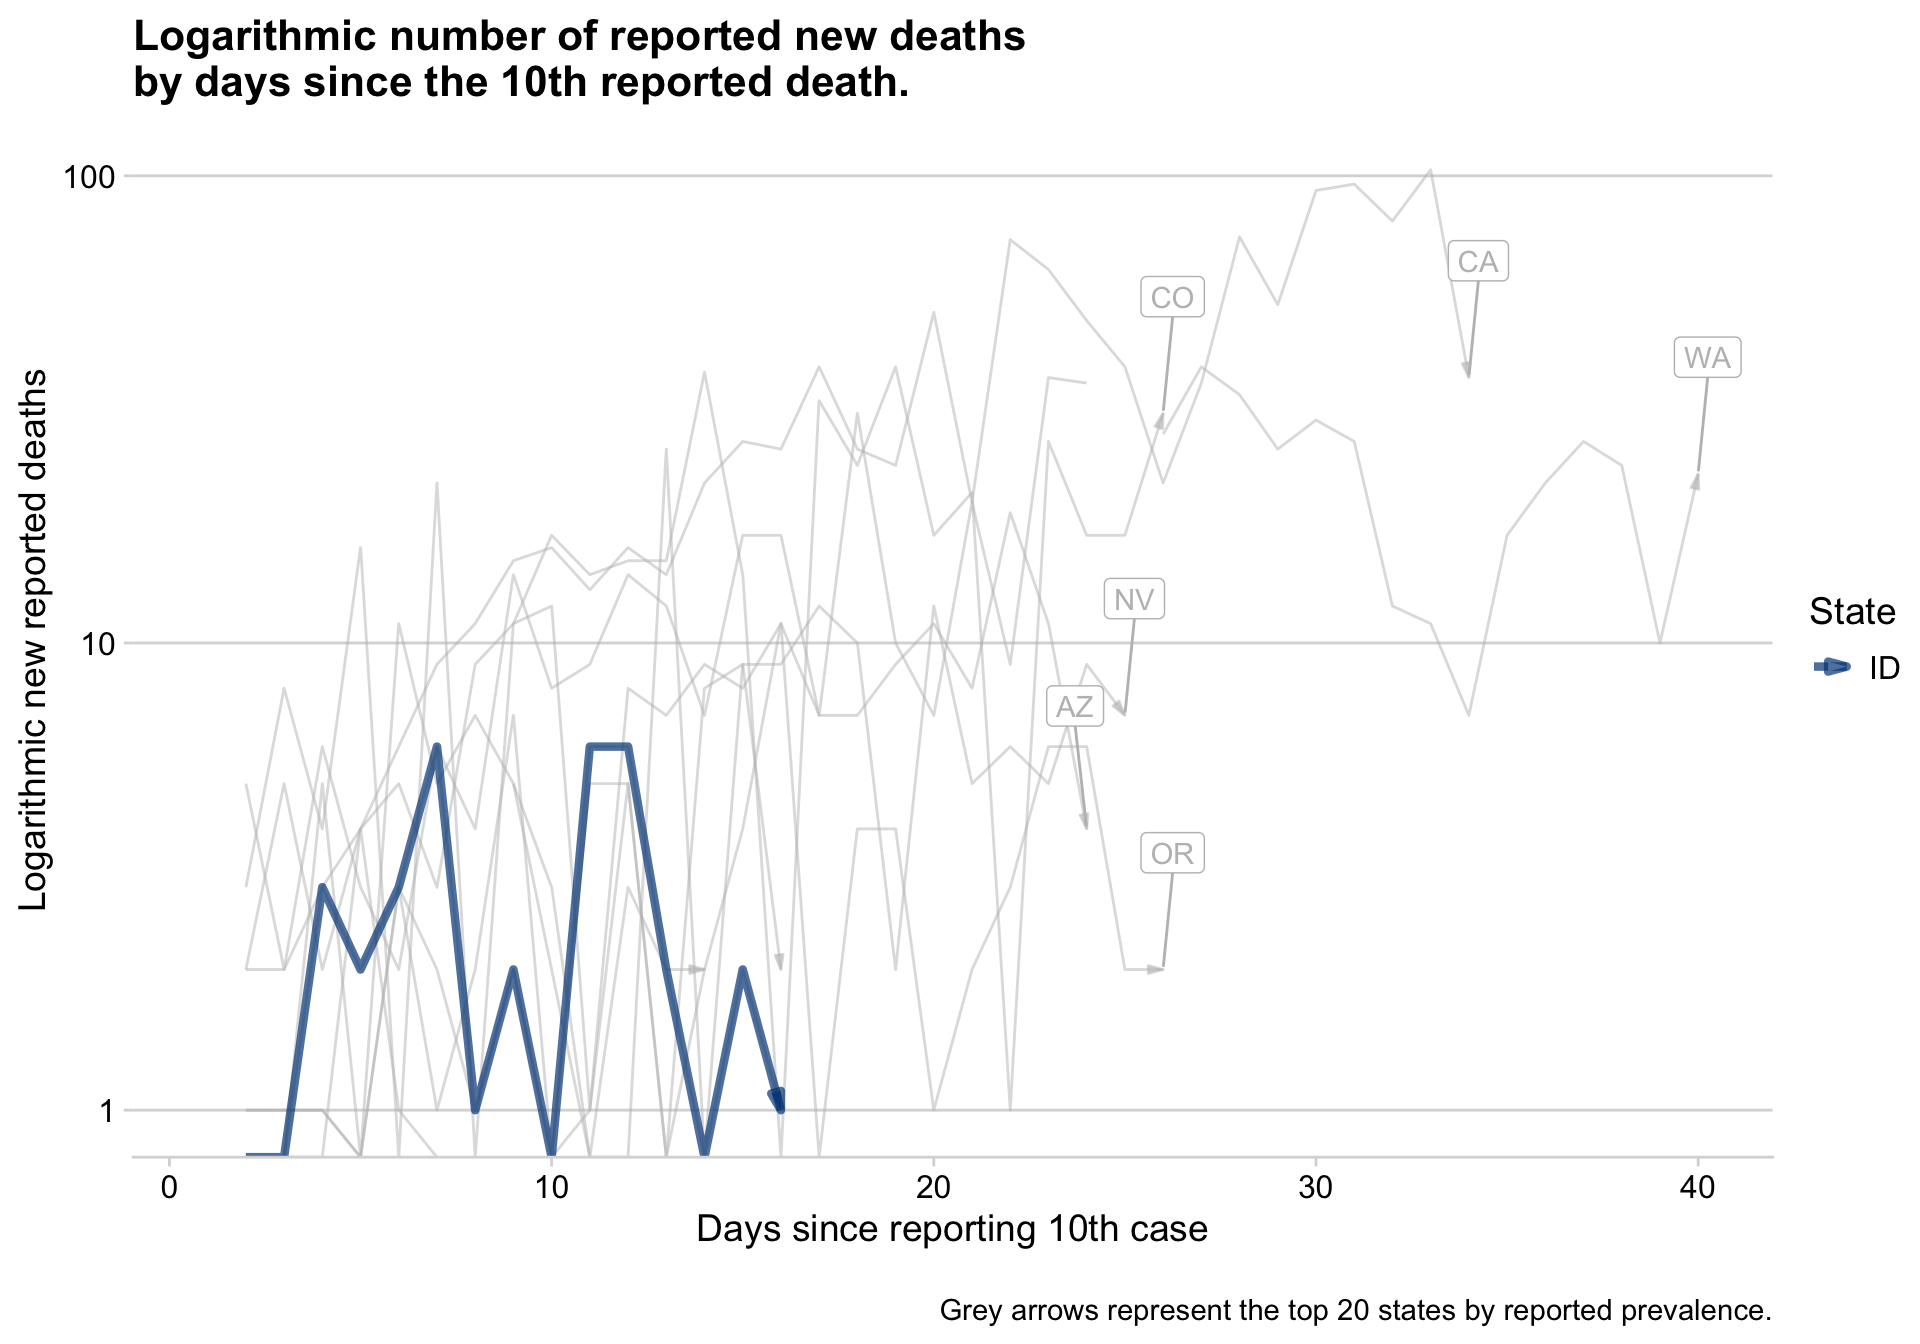 Logarithmic number of reported new deaths
by days since the 10th reported death.
100
10
1
Logarithmic new reported deaths
CO
CA
WA
NV
AZ
OR
State
ID
0 10 20 30 40
Days since reporting 10th case
Grey arrows represent the top 20 states by reported prevalence.